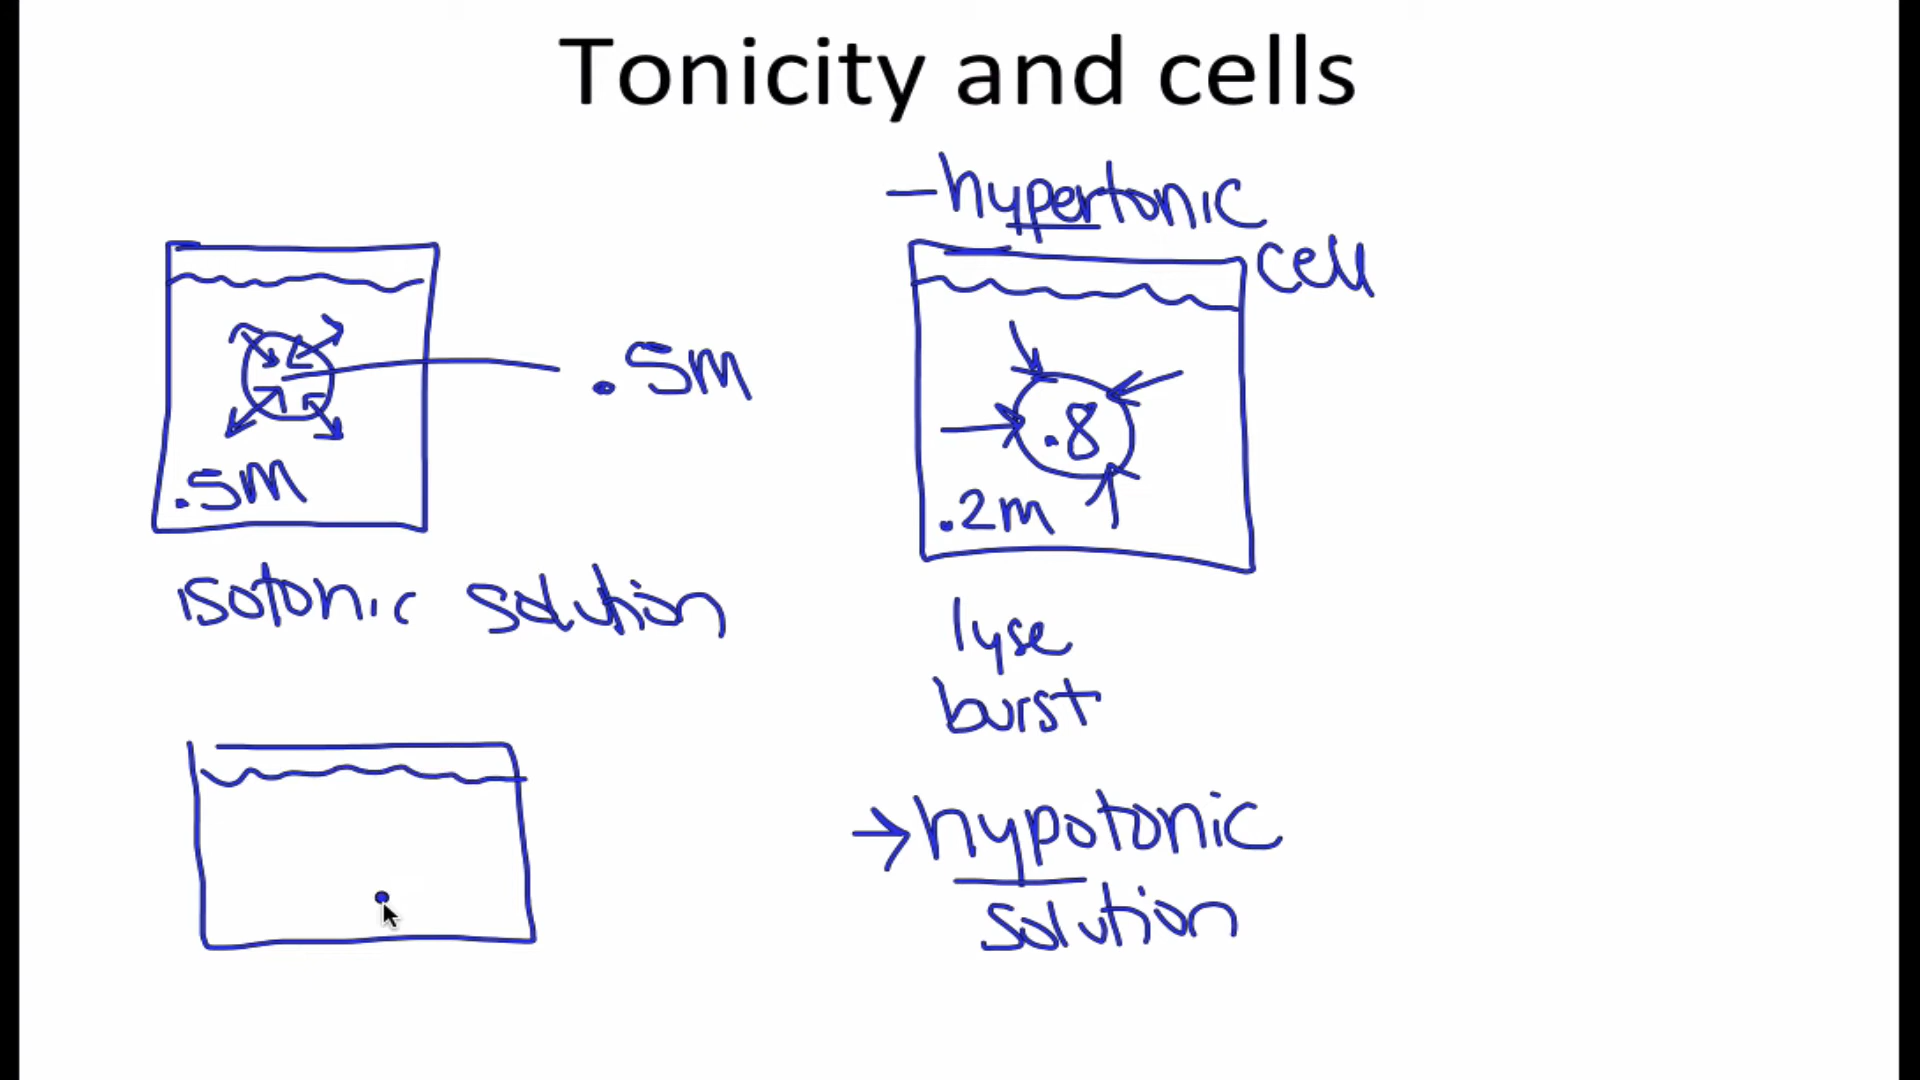 Tonicity and cells
-hypertonic
cell
.5M
.5M
isotonic solution
.8
.2m
lyse
burst
→hypotonic
solution